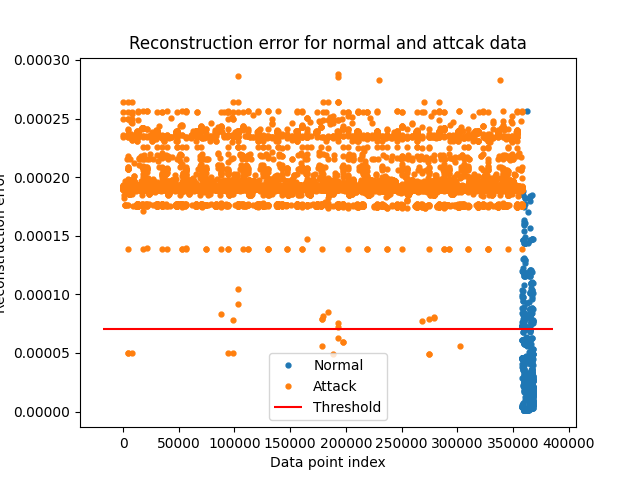 Reconstruction error for normal and attcak data
0.00030
0.00025
0.00020
0.00015
0.00010
0.00005
0.00000
Reconstruction error
Normal
Attack
Threshold
0 50000 100000 150000 200000 250000 300000 350000 400000
Data point index